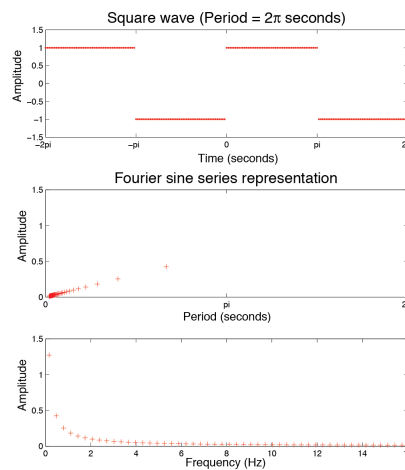 Square wave (Period = 2π seconds)
1.5
1
0.5
0
−0.5
−1
−1.5
Amplitude
−2pi
−pi
0
pi
2
Time (seconds)
Fourier sine series representation
1.5
1
0.5
0
Amplitude
0
pi
2
Period (seconds)
1.5
1
0.5
0
Amplitude
0
2
4
6
8
10
12
14
Frequency (Hz)